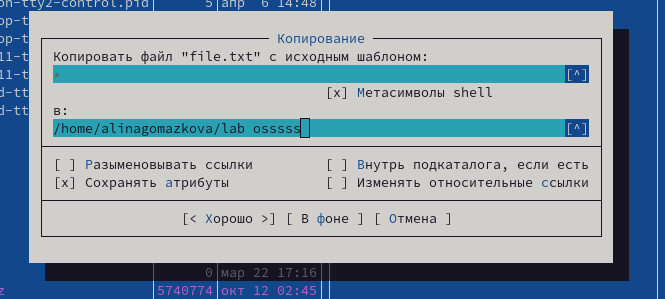 on-tty2-control.pid 5 апр 6 14:48
Копирование
Копировать файл "file.txt" с исходным шаблоном:
* [^]
[x] Метасимволы shell
в:
/home/alinagomazkova/lab osssss [^]
[ ] Разыменовывать ссылки [ ] Внутрь подкаталога, если есть
[x] Сохранять атрибуты [ ] Изменять относительные ссылки
[< Хорошо >] [ В фоне ] [ Отмена ]
0 мар 22 17:16
z 5740774 окт 12 02:45